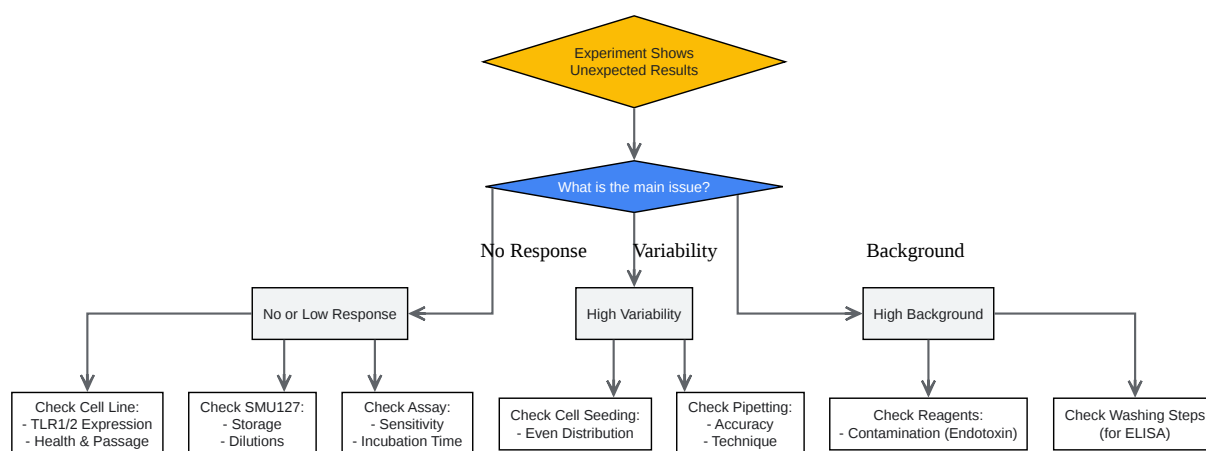 Experiment Shows
Unexpected Results
What is the main issue?
No Response
Variability
Background
No or Low Response
High Variability
High Background
Check Cell Line:
- TLR1/2 Expression
- Health & Passage
Check SMU127:
- Storage
- Dilutions
Check Assay:
- Sensitivity
- Incubation Time
Check Cell Seeding:
- Even Distribution
Check Pipetting:
- Accuracy
- Technique
Check Reagents:
- Contamination (Endotoxin)
Check Washing Steps
(for ELISA)